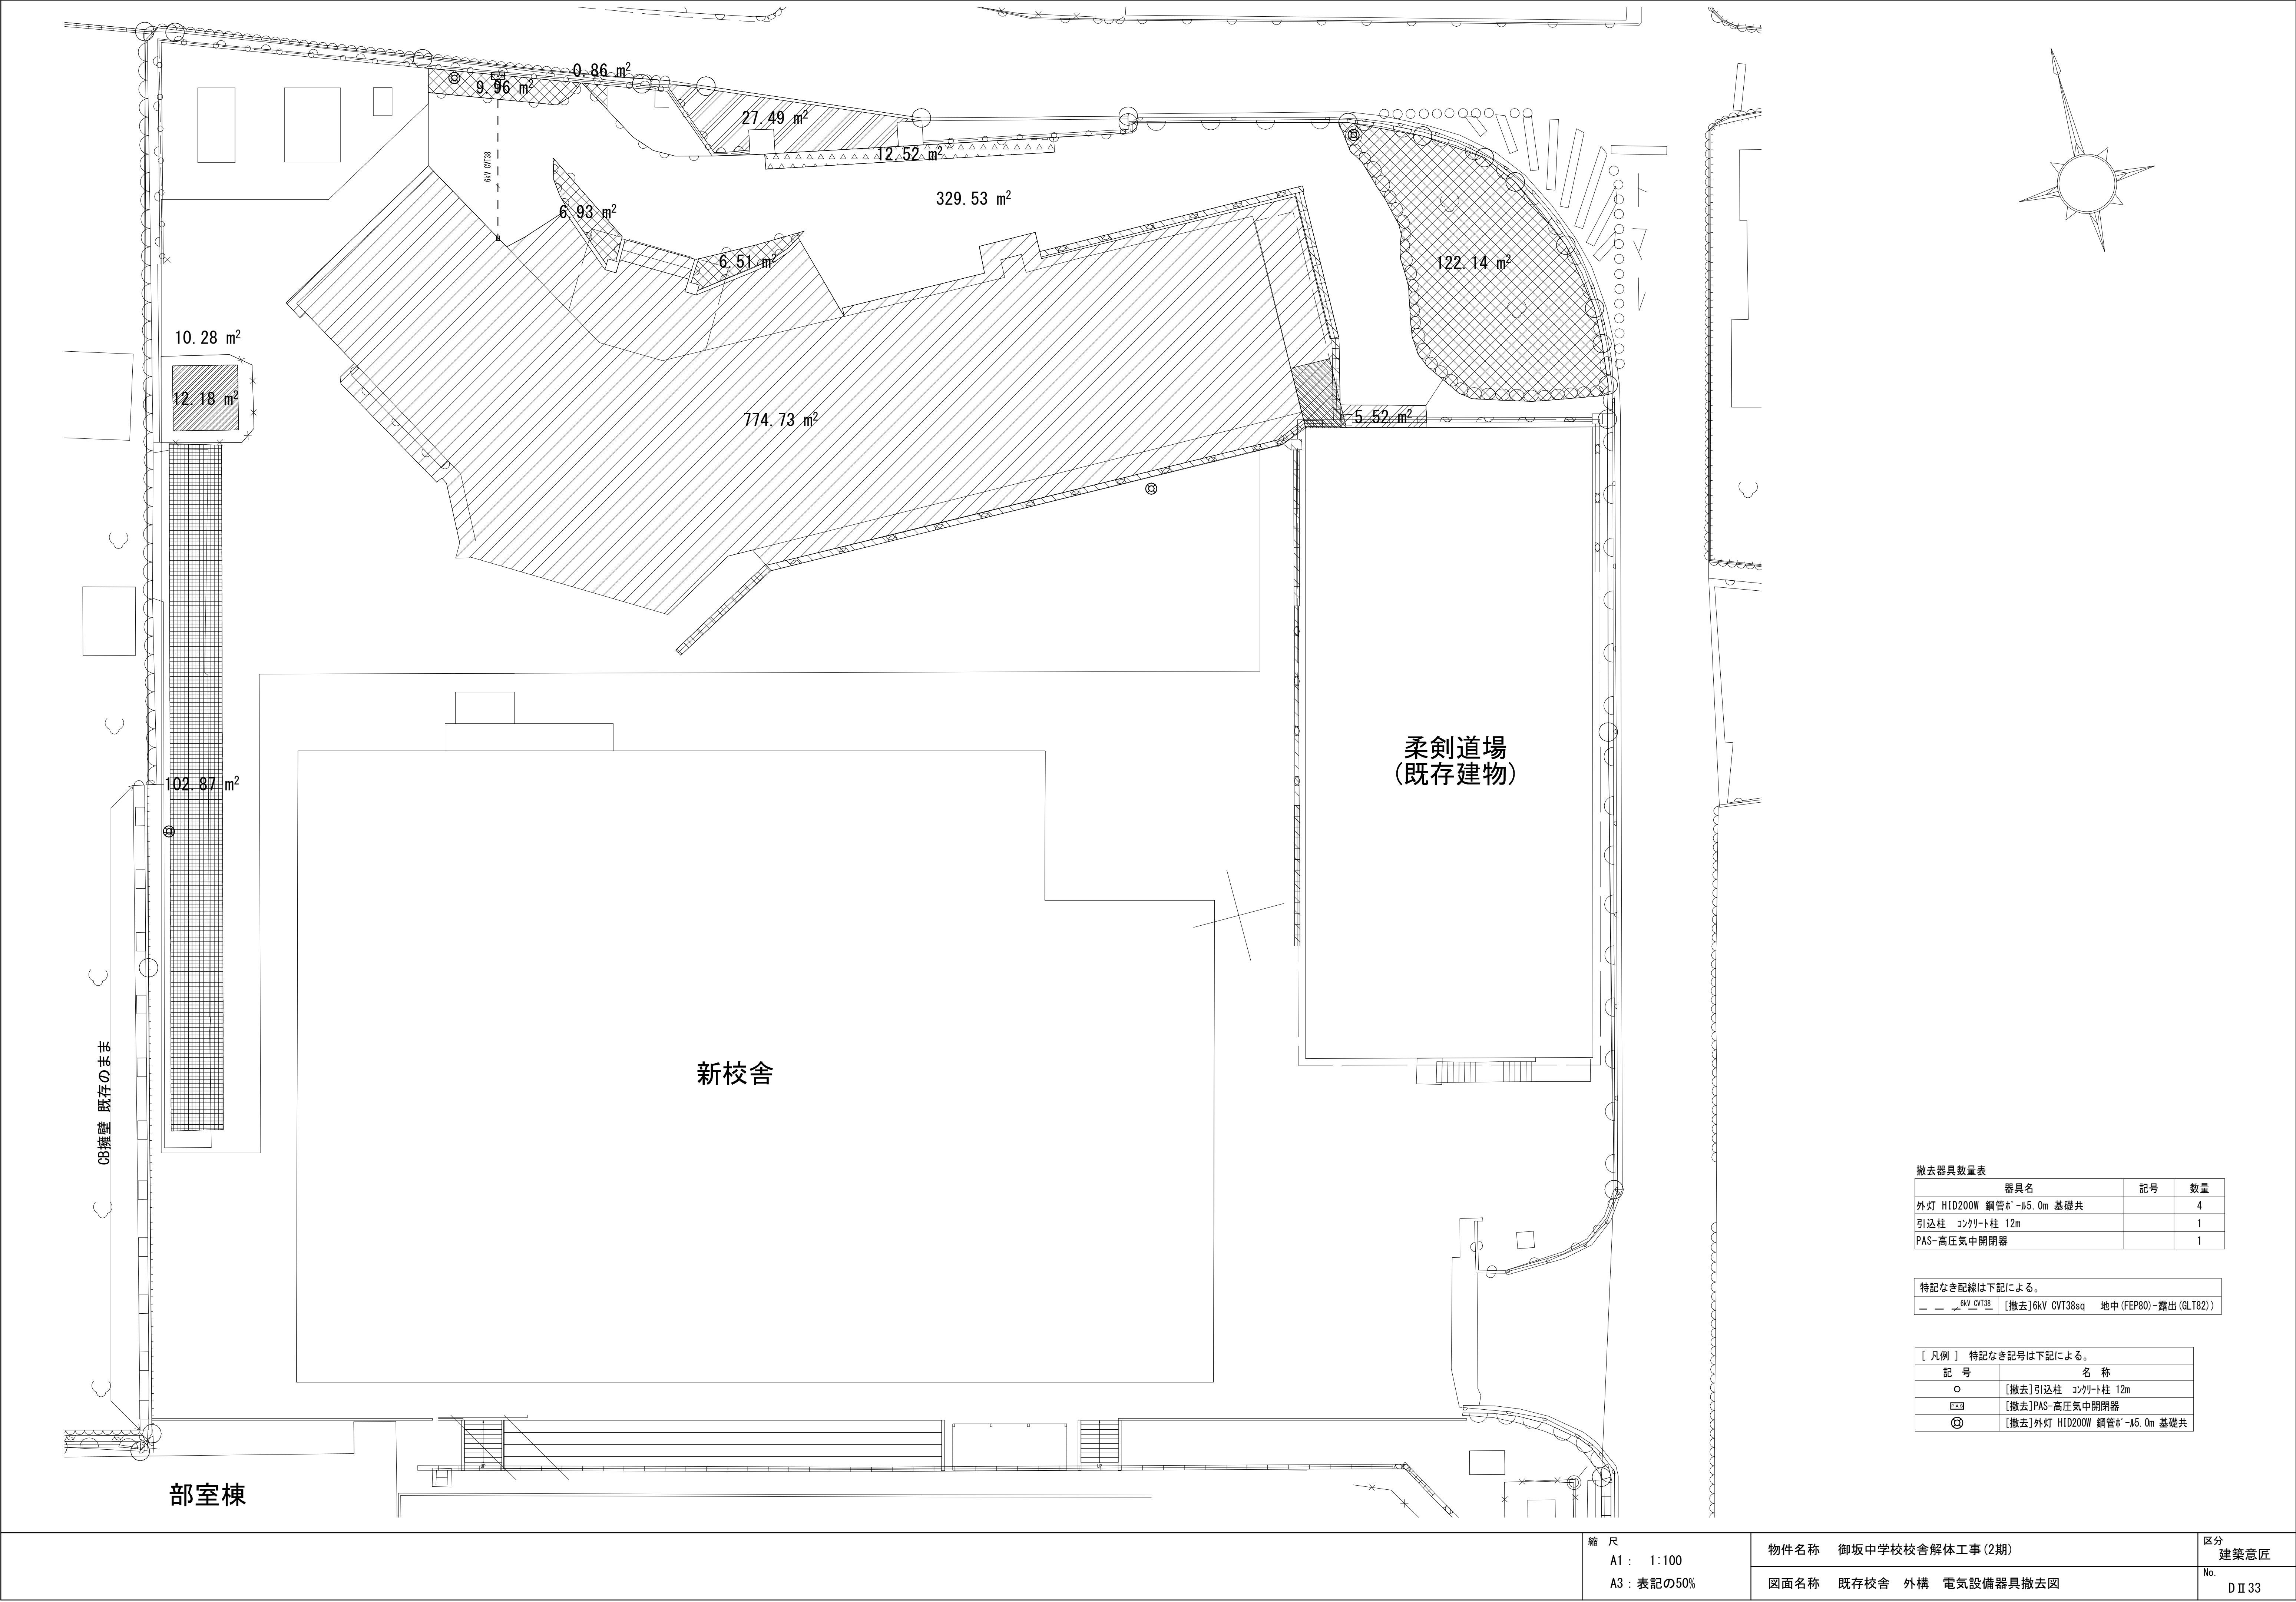 0.86 m²
9.96 m²
27.49 m²
12.52 m²
6kV CVT38
329.53 m²
6.93 m²
6.51 m²
122.14 m²
10.28 m²
12.18 m²
774.73 m²
5.52 m²
柔剣道場
(既存建物)
102.87 m²
CB擁壁 既存のまま
新校舎
部室棟
撤去器具数量表
器具名 記号 数量
外灯 HID200W 鋼管ﾎﾟｰﾙ5.0m 基礎共 4
引込柱 ｺﾝｸﾘｰﾄ柱 12m 1
PAS-高圧気中開閉器 1
特記なき配線は下記による。
6kV CVT38 [撤去]6kV CVT38sq 地中(FEP80)-露出(GLT82))
[ 凡例 ] 特記なき記号は下記による。
記 号 名 称
[撤去]引込柱 ｺﾝｸﾘｰﾄ柱 12m
PAS [撤去]PAS-高圧気中開閉器
[撤去]外灯 HID200W 鋼管ﾎﾟｰﾙ5.0m 基礎共
縮 尺
A1 : 1:100
A3 : 表記の50%
物件名称 御坂中学校校舎解体工事(2期)
図面名称 既存校舎 外構 電気設備器具撤去図
区分
建築意匠
No.
DⅡ33